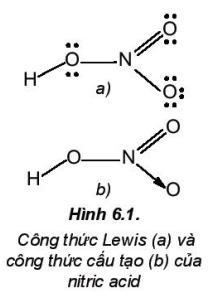 O
H O N
O
a)
O
H O N
O
b)
Hình 6.1.
Công thức Lewis (a) và
công thức cấu tạo (b) của
nitric acid